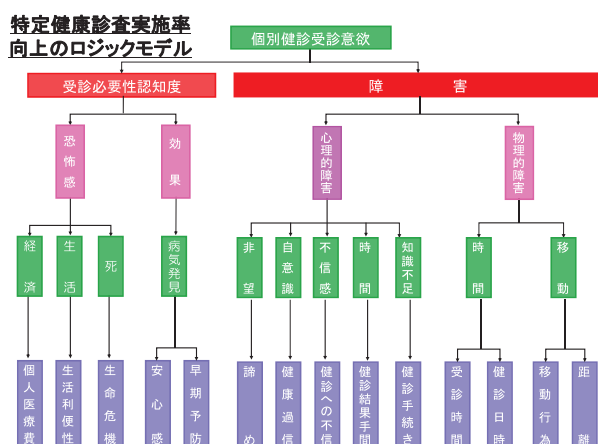 特定健康診査実施率
向上のロジックモデル
個別健診受診意欲
受診必要性認知度
障害
恐怖感
効果
心理的障害
物理的障害
経済
生活
死
病気発見
非望
自意識
不信感
時間
知識不足
時間
移動
個人医療費
生活利便性
生命危機
安心感
早期予防
諦め
健康過信
健診への不信
健診結果手間
健診手続き
受診時間
健診日時
移動行為
距離